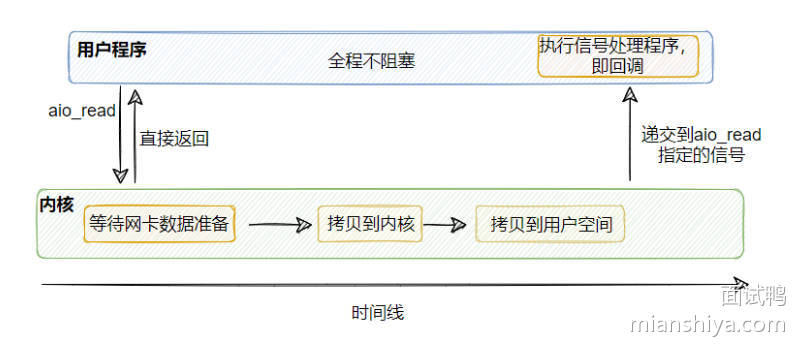 用户程序
全程不阻塞
执行信号处理程序，
即回调
aio_read
直接返回
递交到aio_read
指定的信号
内核
等待网卡数据准备
拷贝到内核
拷贝到用户空间
时间线
面试鸭
mianshiya.com